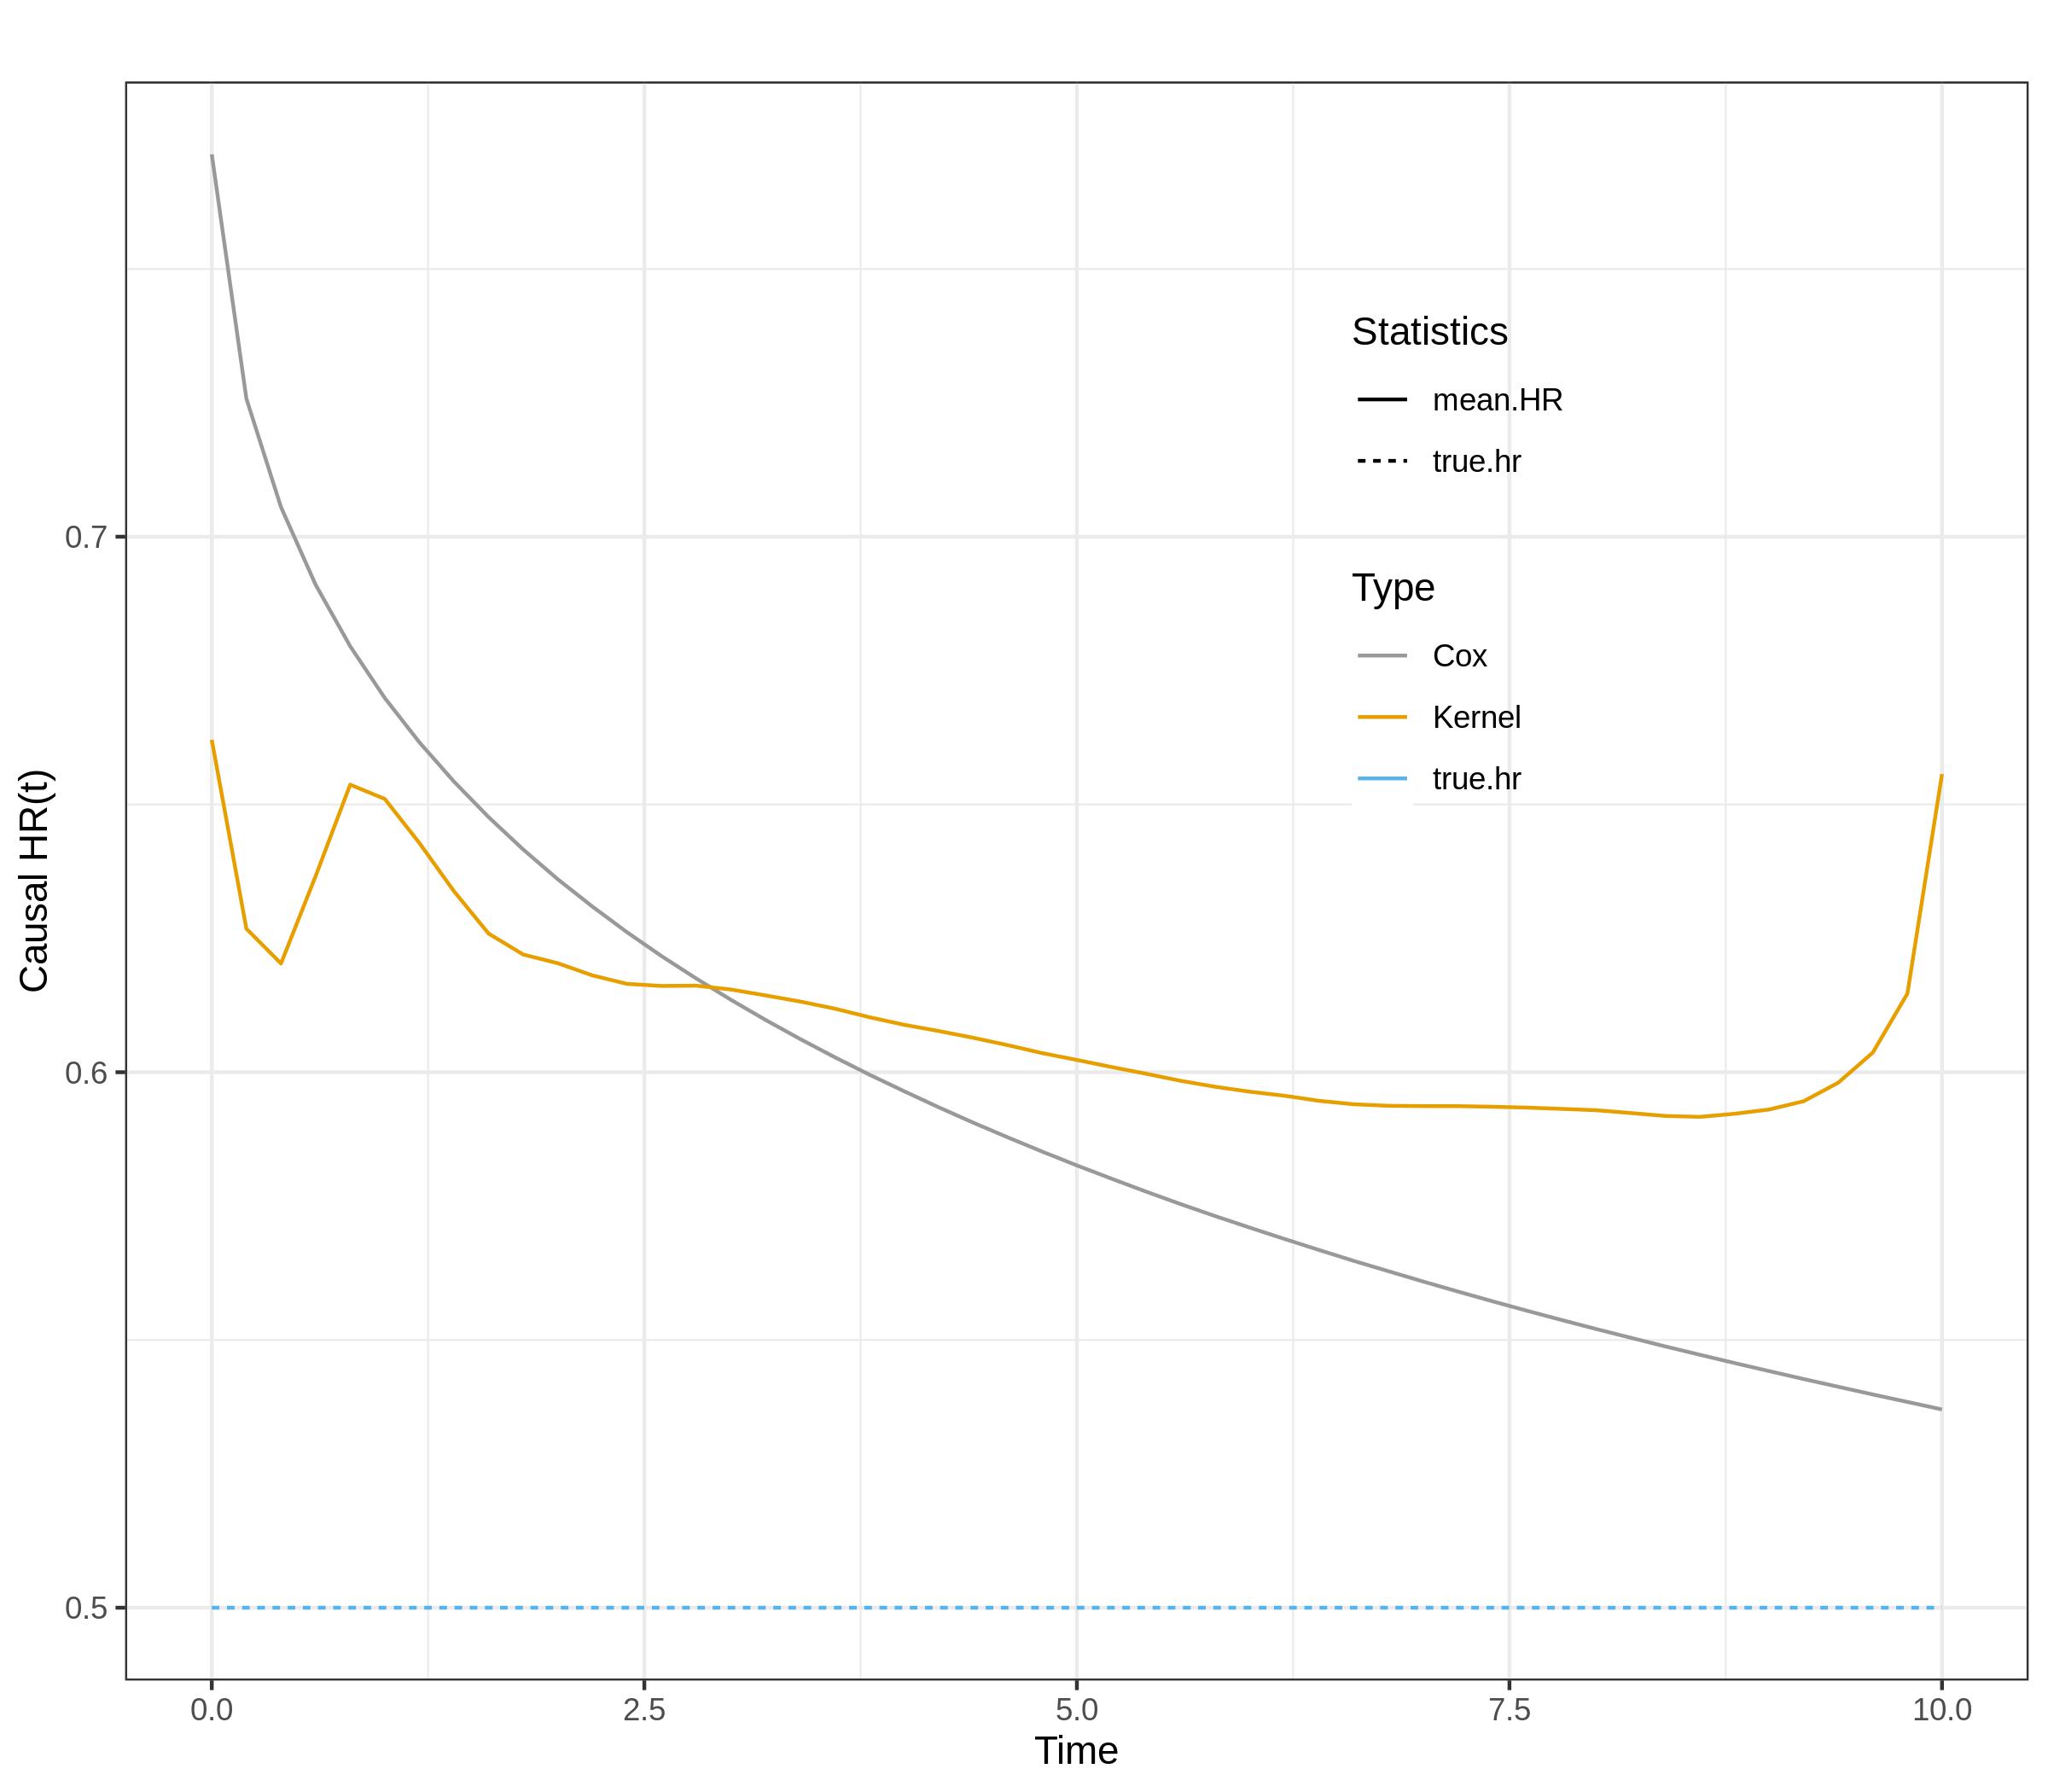 Statistics
mean.HR
true.hr
Type
Cox
Kernel
true.hr
Causal HR(t)
0.7
0.6
0.5
0.0 2.5 5.0 7.5 10.0
Time